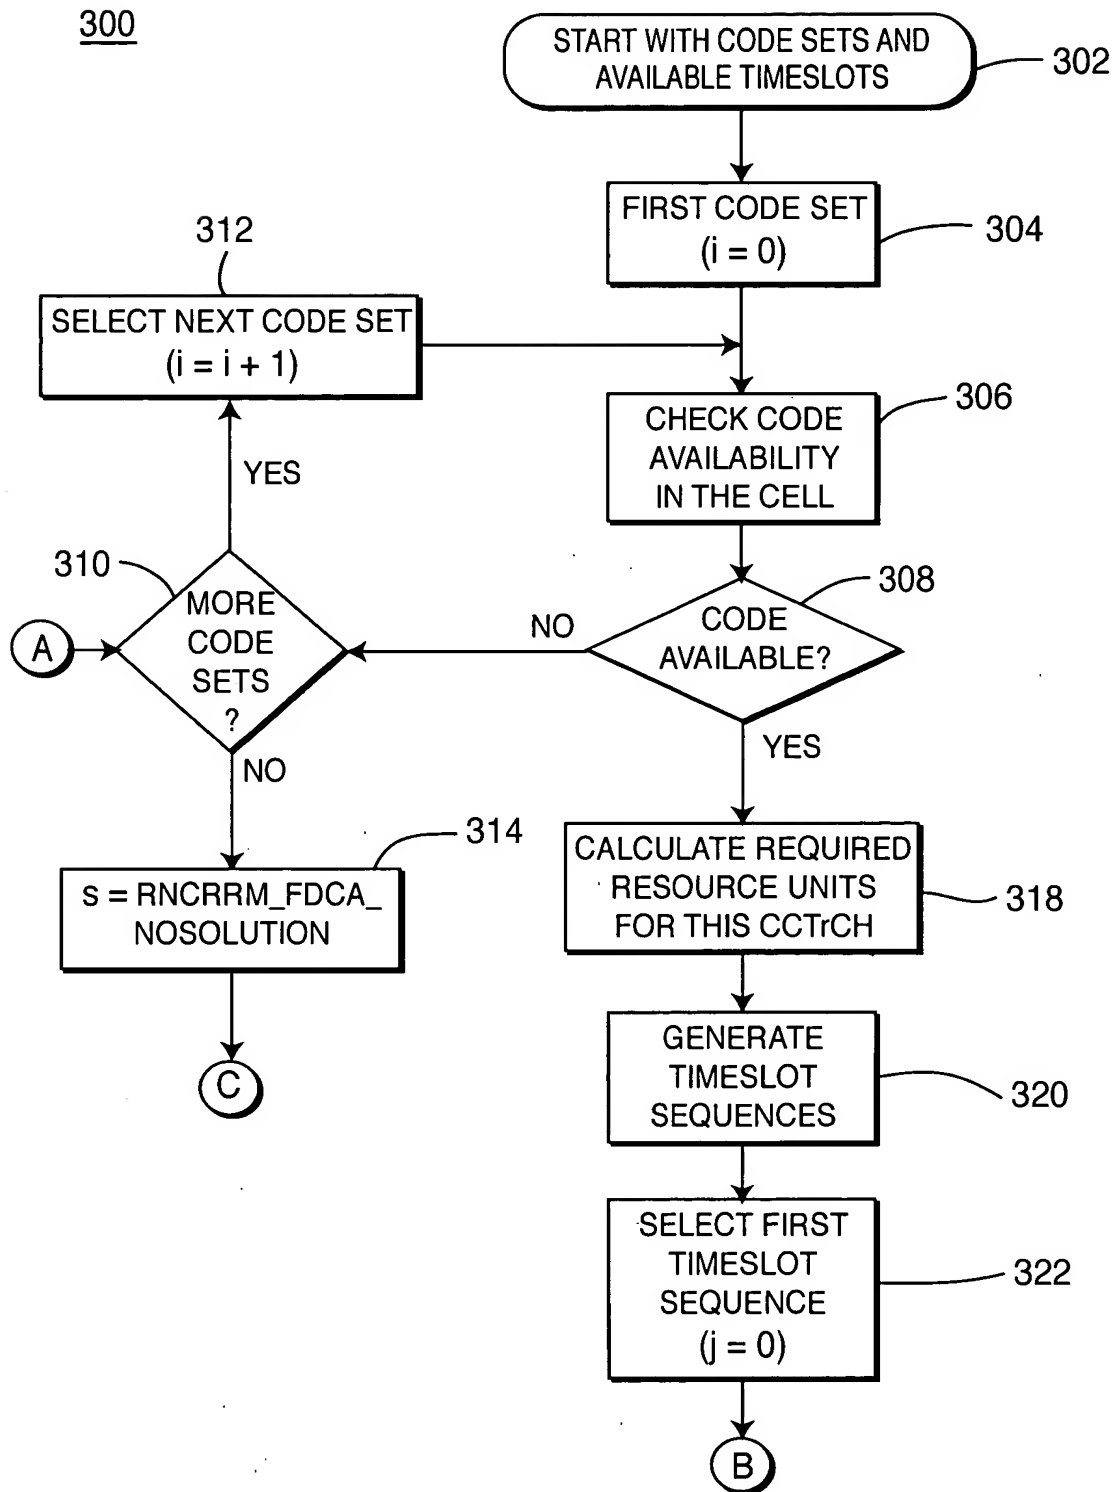 300
START WITH CODE SETS AND
AVAILABLE TIMESLOTS
302
FIRST CODE SET
(i = 0)
304
312
SELECT NEXT CODE SET
(i = i + 1)
CHECK CODE
AVAILABILITY
IN THE CELL
306
YES
310
MORE
CODE
SETS
?
A
NO
CODE
AVAILABLE?
308
NO
YES
s = RNCRRM_FDCA_
NOSOLUTION
314
CALCULATE REQUIRED
RESOURCE UNITS
FOR THIS CCTrCH
318
C
GENERATE
TIMESLOT
SEQUENCES
320
SELECT FIRST
TIMESLOT
SEQUENCE
(j = 0)
322
B